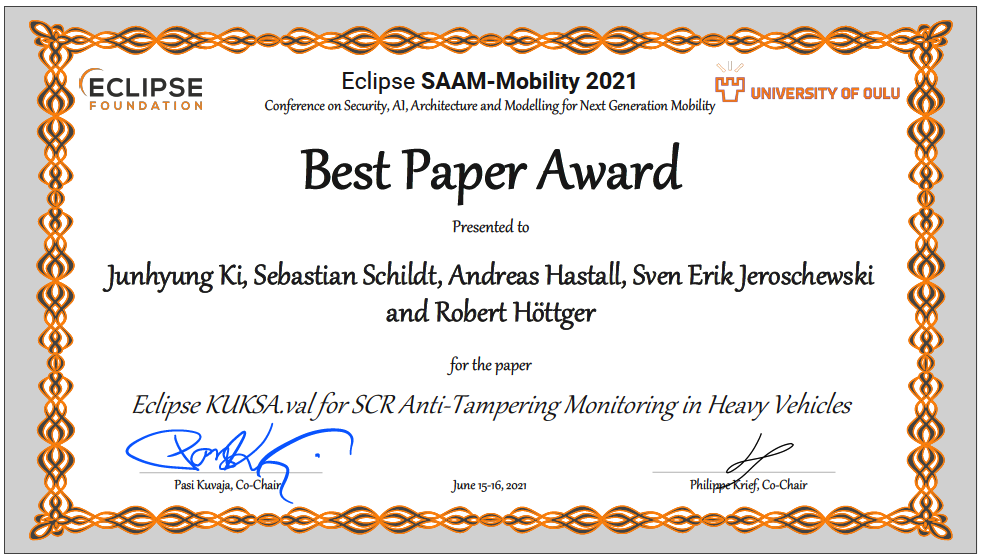 ECLIPSE
FOUNDATION
Eclipse SAAM-Mobility 2021
Conference on Security, AI, Architecture and Modelling for Next Generation Mobility
UNIVERSITY OF OULU
Best Paper Award
Presented to
Junhyung Ki, Sebastian Schildt, Andreas Hastall, Sven Erik Jeroschewski
and Robert Höttger
for the paper
Eclipse KUKSA.val for SCR Anti-Tampering Monitoring in Heavy Vehicles
Pasi Kuvaja, Co-Chair
June 15-16, 2021
Philippe Krief, Co-Chair